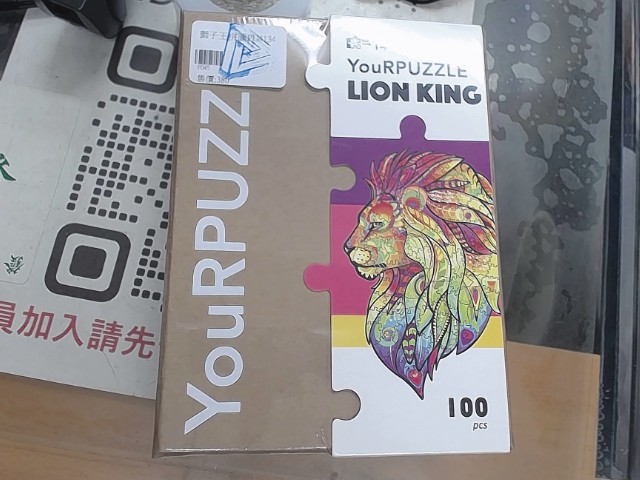 YouRPUZZLE
LION KING
100
pcs
YouRPUZZ
員加入請先